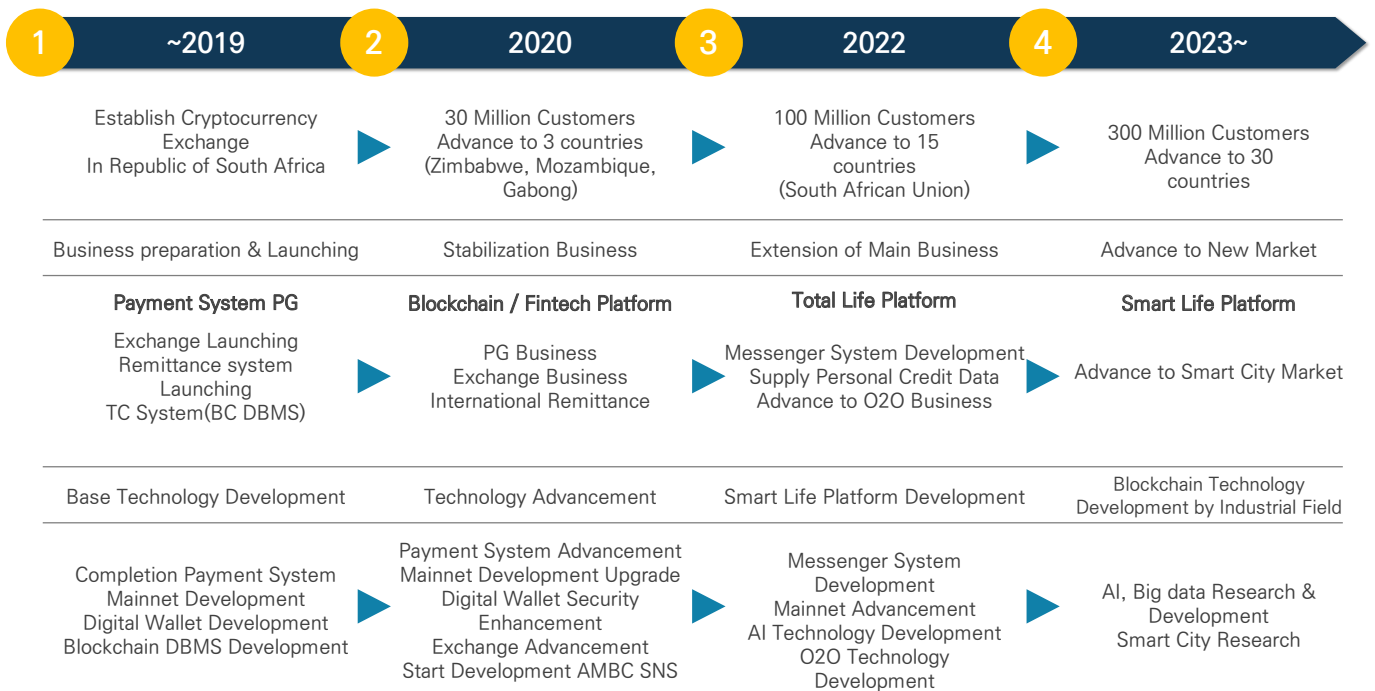 1 ~2019 2 2020 3 2022 4 2023~
Establish Cryptocurrency
Exchange
In Republic of South Africa
30 Million Customers
Advance to 3 countries
(Zimbabwe, Mozambique,
Gabong)
100 Million Customers
Advance to 15
countries
(South African Union)
300 Million Customers
Advance to 30
countries
Business preparation & Launching
Stabilization Business
Extension of Main Business
Advance to New Market
Payment System PG
Exchange Launching
Remittance system
Launching
TC System(BC DBMS)
Blockchain / Fintech Platform
PG Business
Exchange Business
International Remittance
Total Life Platform
Messenger System Development
Supply Personal Credit Data
Advance to O2O Business
Smart Life Platform
Advance to Smart City Market
Base Technology Development
Technology Advancement
Smart Life Platform Development
Blockchain Technology
Development by Industrial Field
Completion Payment System
Mainnet Development
Digital Wallet Development
Blockchain DBMS Development
Payment System Advancement
Mainnet Development Upgrade
Digital Wallet Security
Enhancement
Exchange Advancement
Start Development AMBC SNS
Messenger System
Development
Mainnet Advancement
AI Technology Development
O2O Technology
Development
AI, Big data Research &
Development
Smart City Research